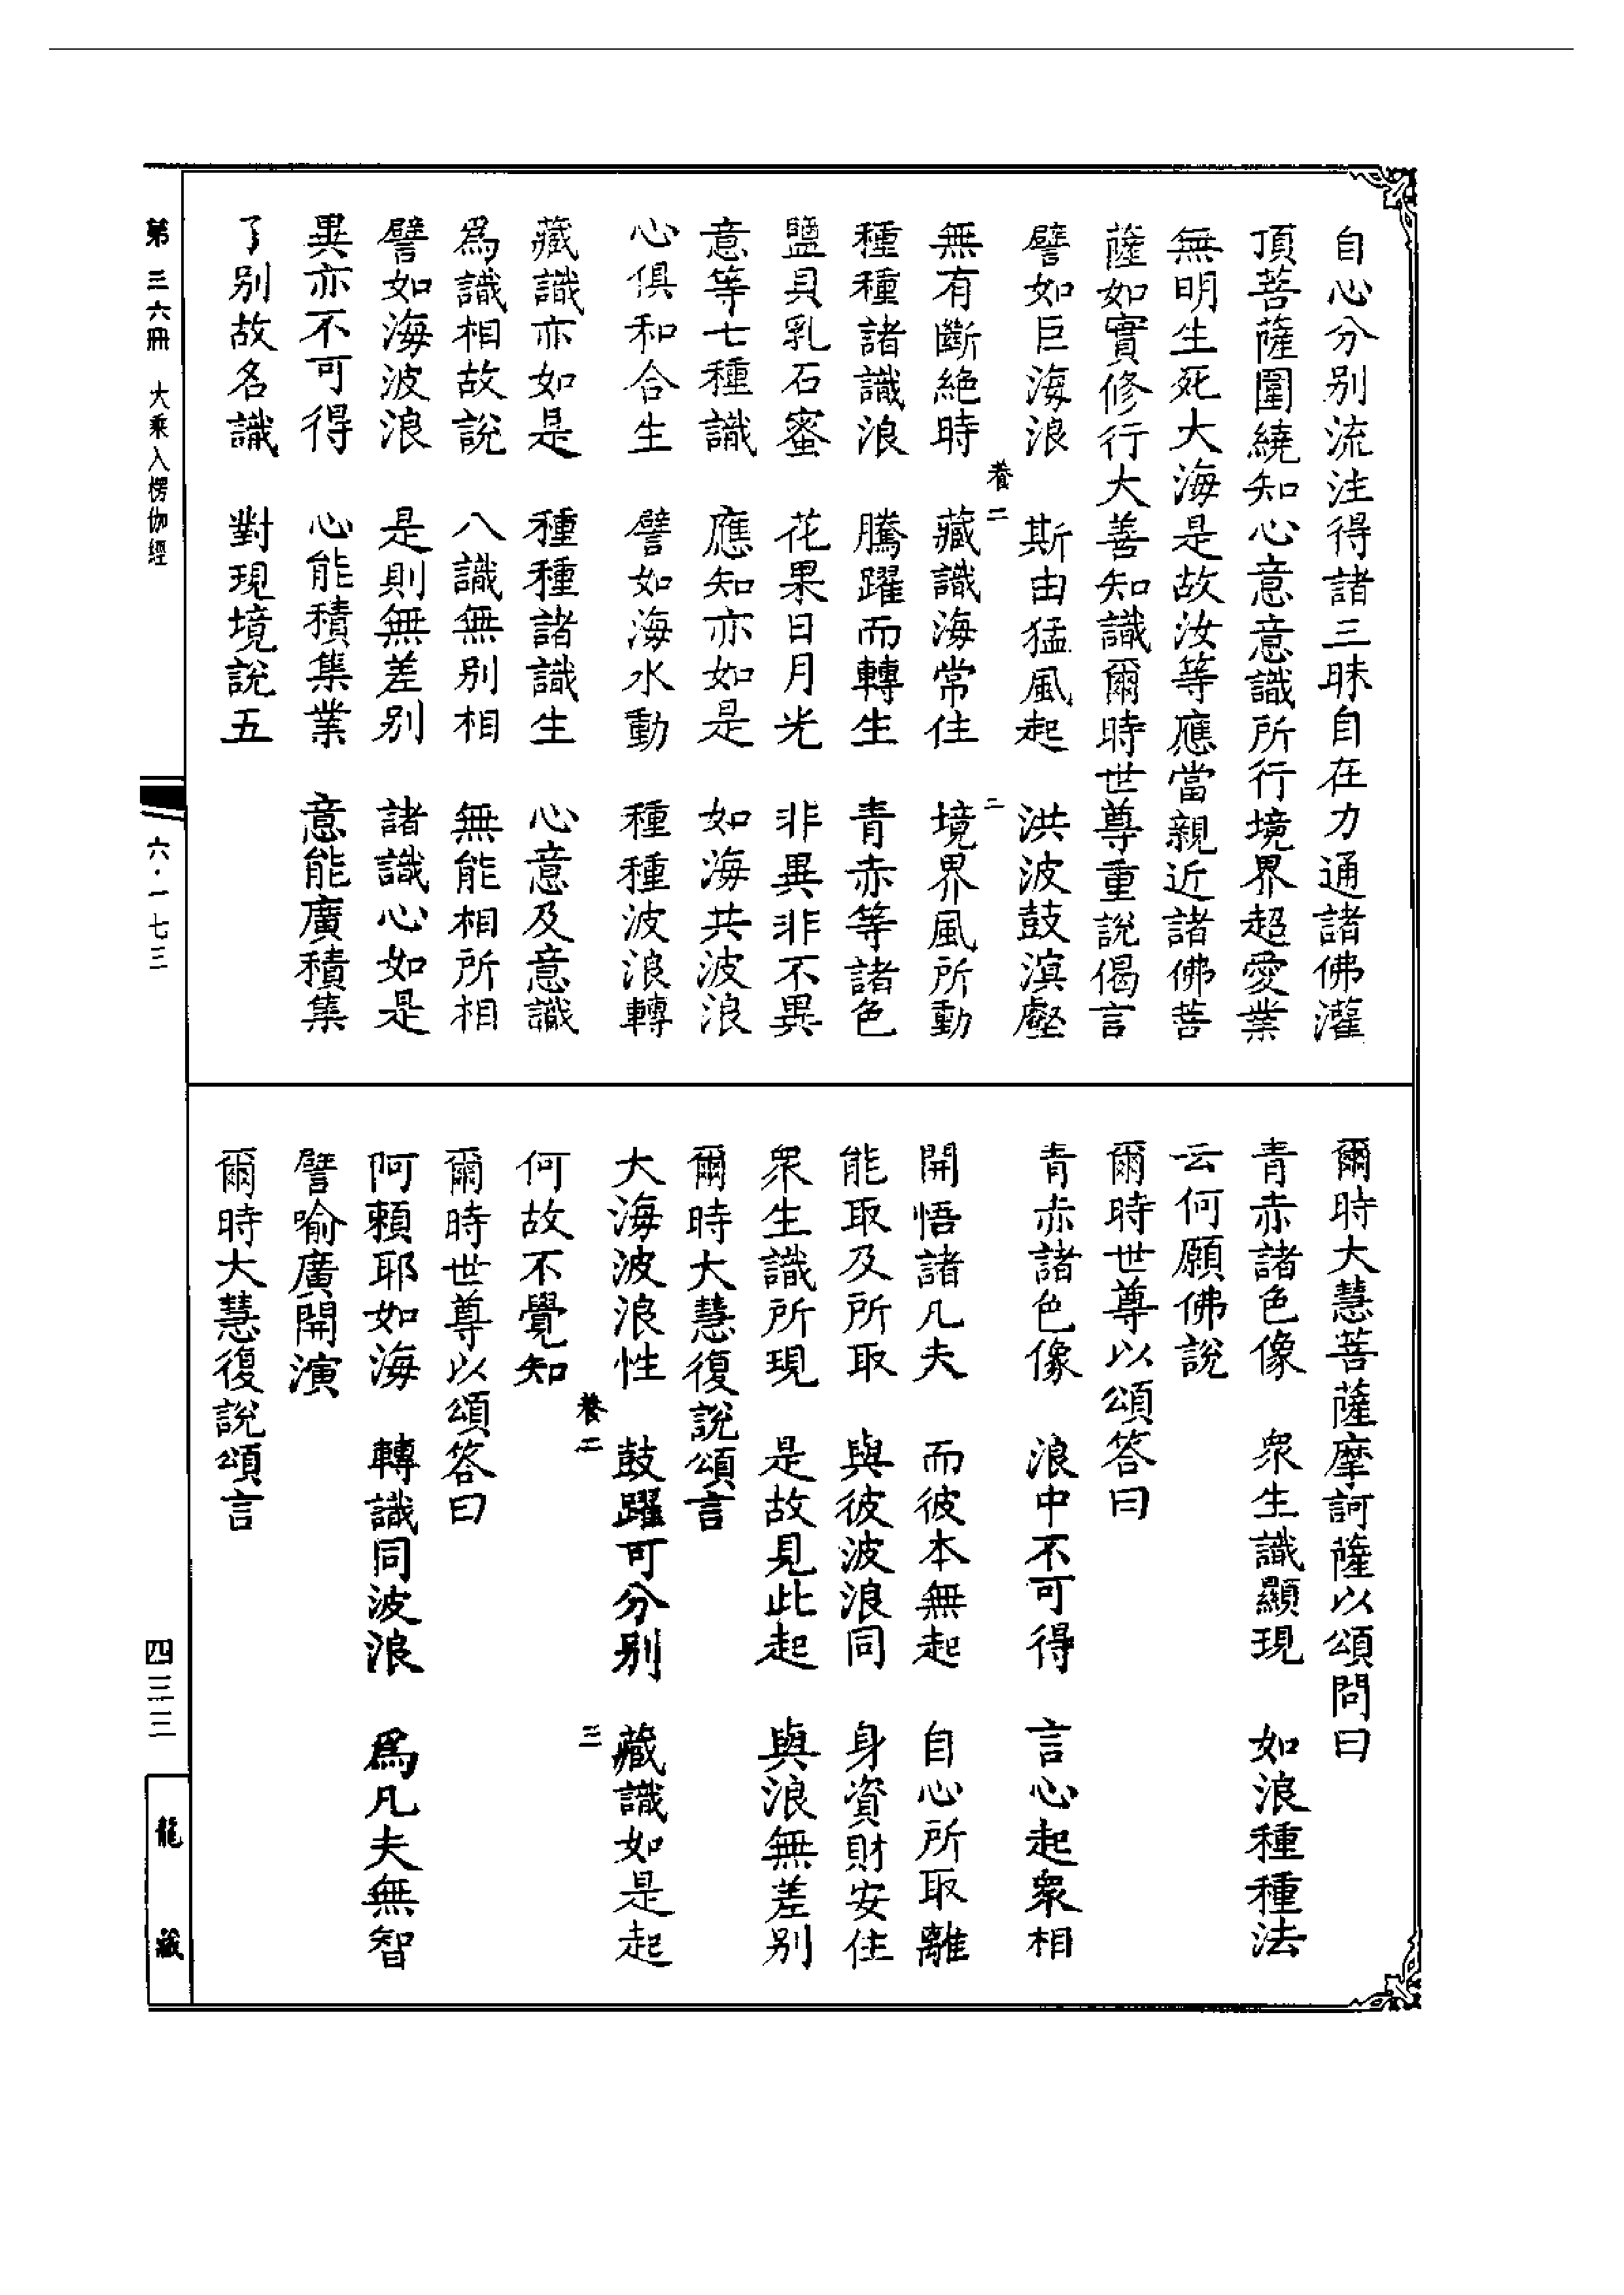 自心分别流注得諸三昧自在力通諸佛灌
頂菩薩圍繞知心意意識所行境界超愛業
無明生死大海是故汝等應當親近諸佛菩
薩如實修行大善知識爾時世尊重說偈言
譬如巨海浪　斯由猛風起　洪波鼓溟壑
養二　二
無有斷絕時　藏識海常住　境界風所動
種種諸識浪　騰躍而轉生　青赤等諸色
鹽貝乳石蜜　花果日月光　非異非不異
意等七種識　應知亦如是　如海共波浪
心俱和合生　譬如海水動　種種波浪轉
藏識亦如是　種種諸識生　心意及意識
為識相故說　八識無别相　無能相所相
譬如海波浪　是則無差别　諸識心如是
異亦不可得　心能積集業　意能廣積集
了别故名識　對現境說五
爾時大慧菩薩摩訶薩以頌問曰
青赤諸色像　衆生識顯現　如浪種種法
云何願佛說
爾時世尊以頌答曰
青赤諸色像　浪中不可得　言心起衆相
開悟諸凡夫　而彼本無起　自心所取離
能取及所取　與彼波浪同　身資財安住
衆生識所現　是故見此起　與浪無差别
爾時大慧復說頌言
大海波浪性　鼓躍可分别　藏識如是起
養二　三
何故不覺知
爾時世尊以頌答曰
阿賴耶如海　轉識同波浪　為凡夫無智
譬喻廣開演
爾時大慧復說頌言
第三六冊　大乘入楞伽經
六·一七三
四三三
龍藏